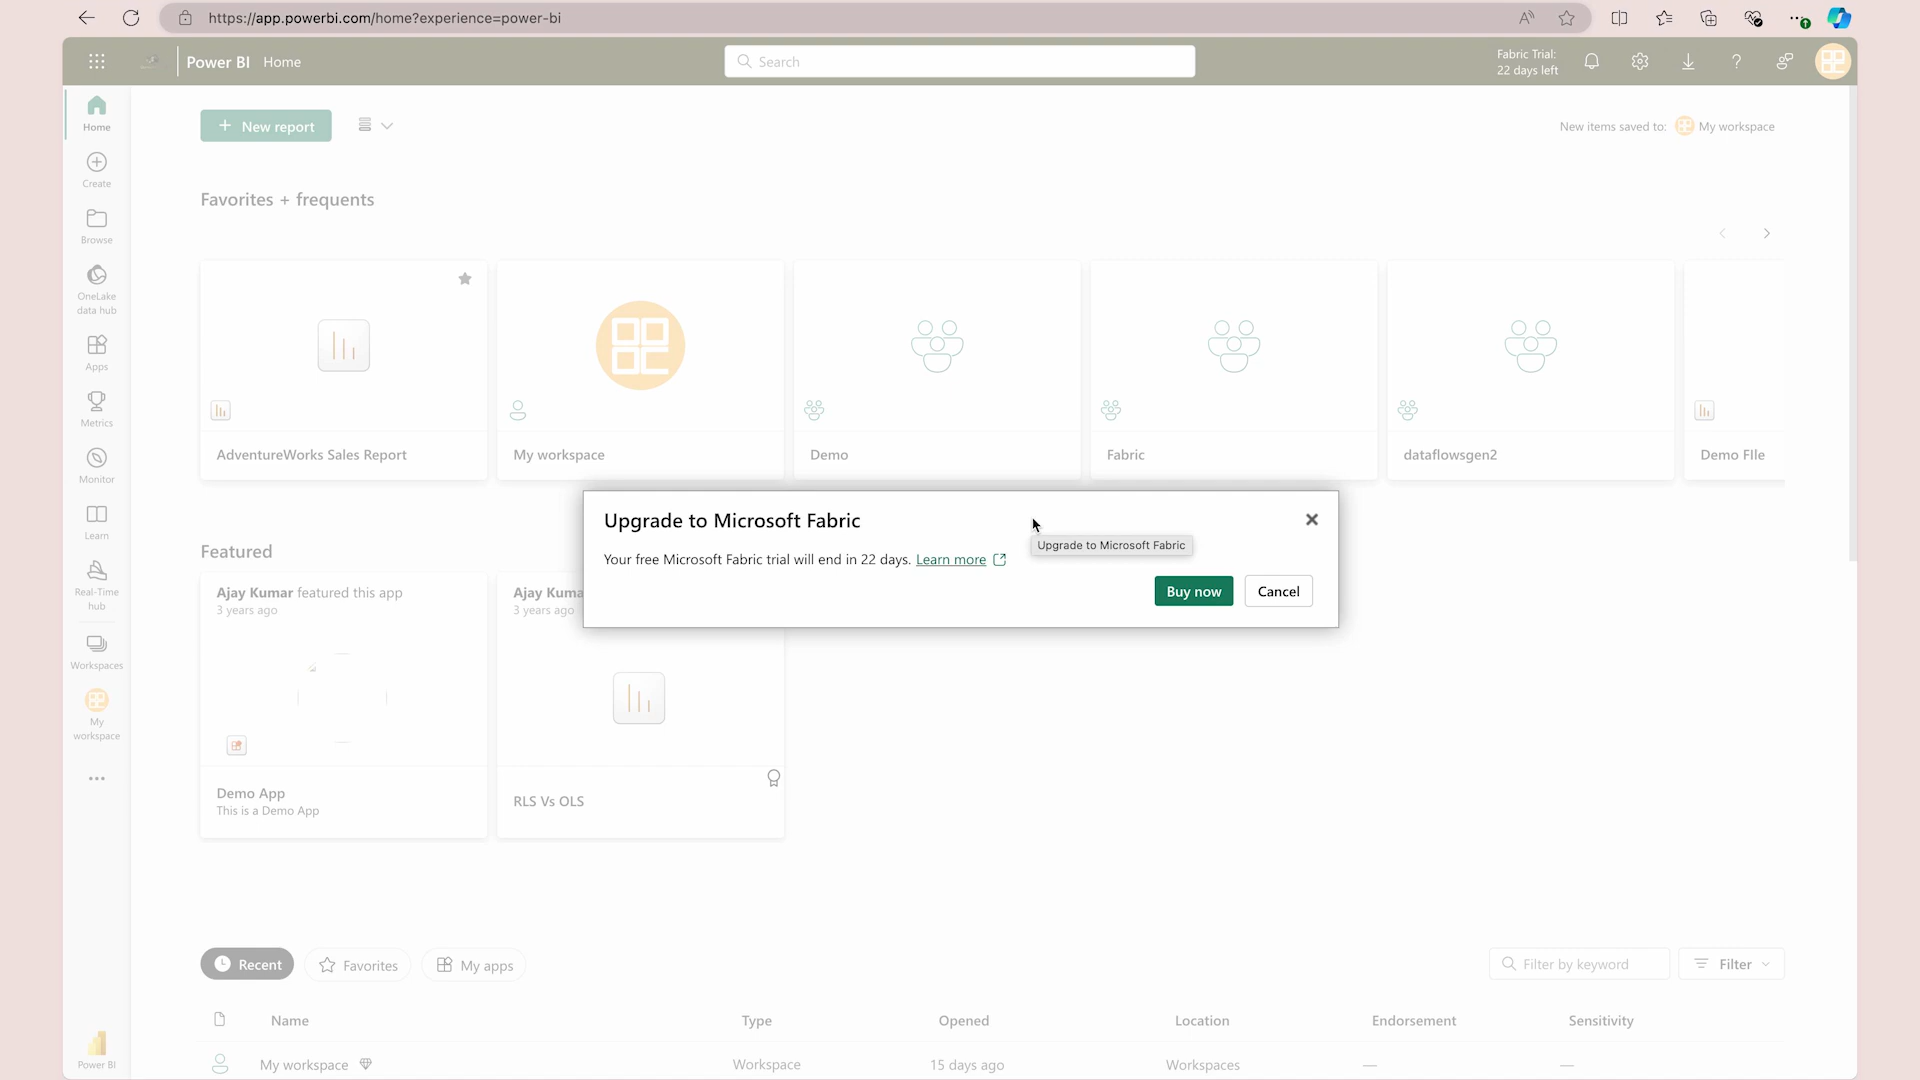 https://app.powerbi.com/home?experience=power-bi
Power BI Home
Search
Fabric Trial:
22 days left
Home
Create
Browse
OneLake
data hub
Apps
Metrics
Monitor
Learn
Real-Time
hub
Workspaces
My
workspace
Power BI
+ New report
New items saved to: My workspace
Favorites + frequents
AdventureWorks Sales Report
My workspace
Demo
Fabric
dataflowsgen2
Demo FIle
Upgrade to Microsoft Fabric
Your free Microsoft Fabric trial will end in 22 days. Learn more
Upgrade to Microsoft Fabric
Buy now
Cancel
Featured
Ajay Kumar featured this app
3 years ago
Demo App
This is a Demo App
Ajay Kuma
3 years ago
RLS Vs OLS
Recent
Favorites
My apps
Filter by keyword
Filter
Name Type Opened Location Endorsement Sensitivity
My workspace Workspace 15 days ago Workspaces — —